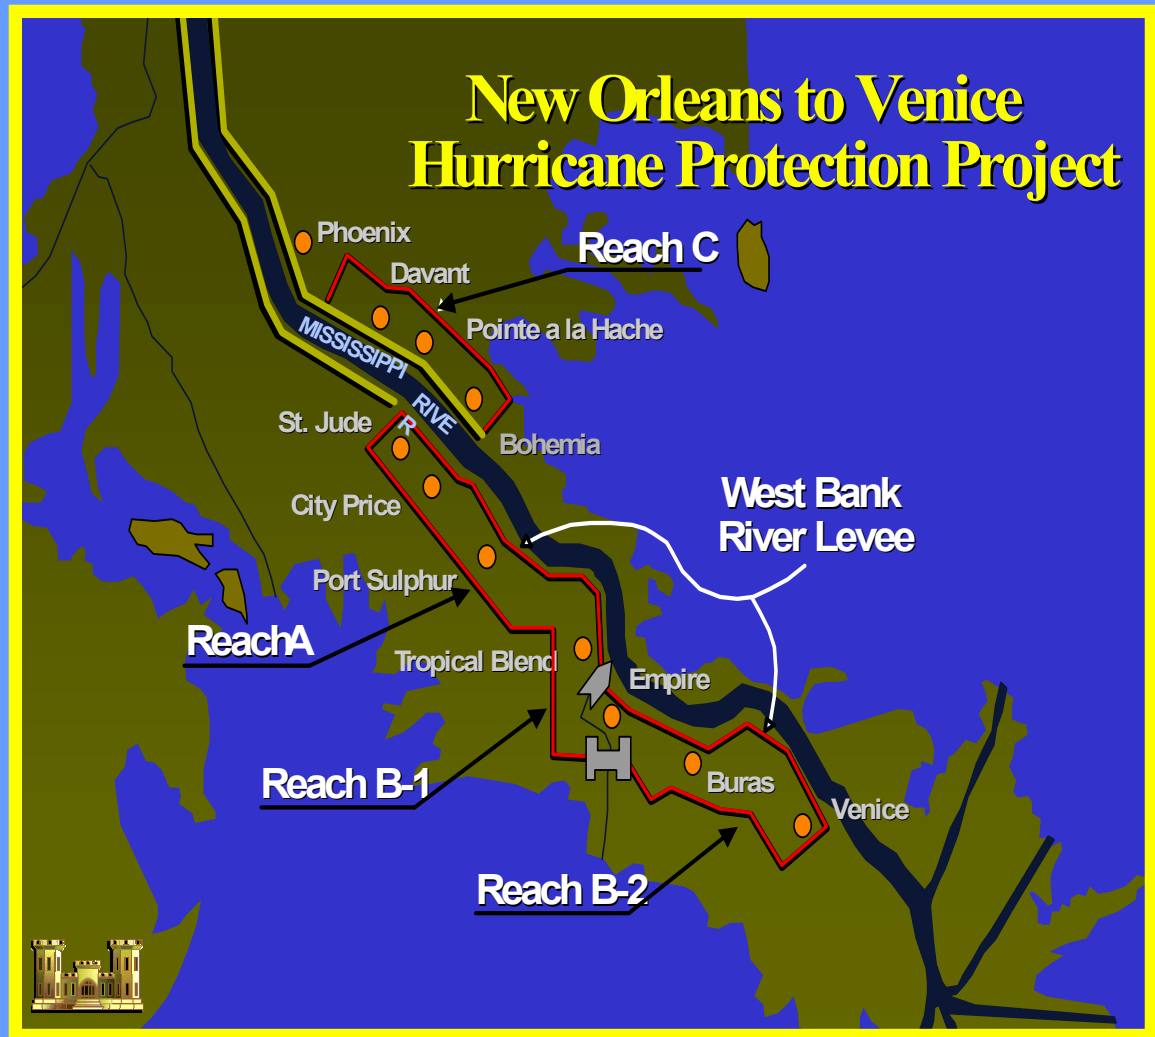 New Orleans to Venice
Hurricane Protection Project
Phoenix
Reach C
Davant
Pointe a la Hache
MISSISSIPPI
RIVE
R
St. Jude
Bohemia
City Price
West Bank
River Levee
Port Sulphur
ReachA
Tropical Blend
Empire
Reach B-1
Buras
Venice
Reach B-2